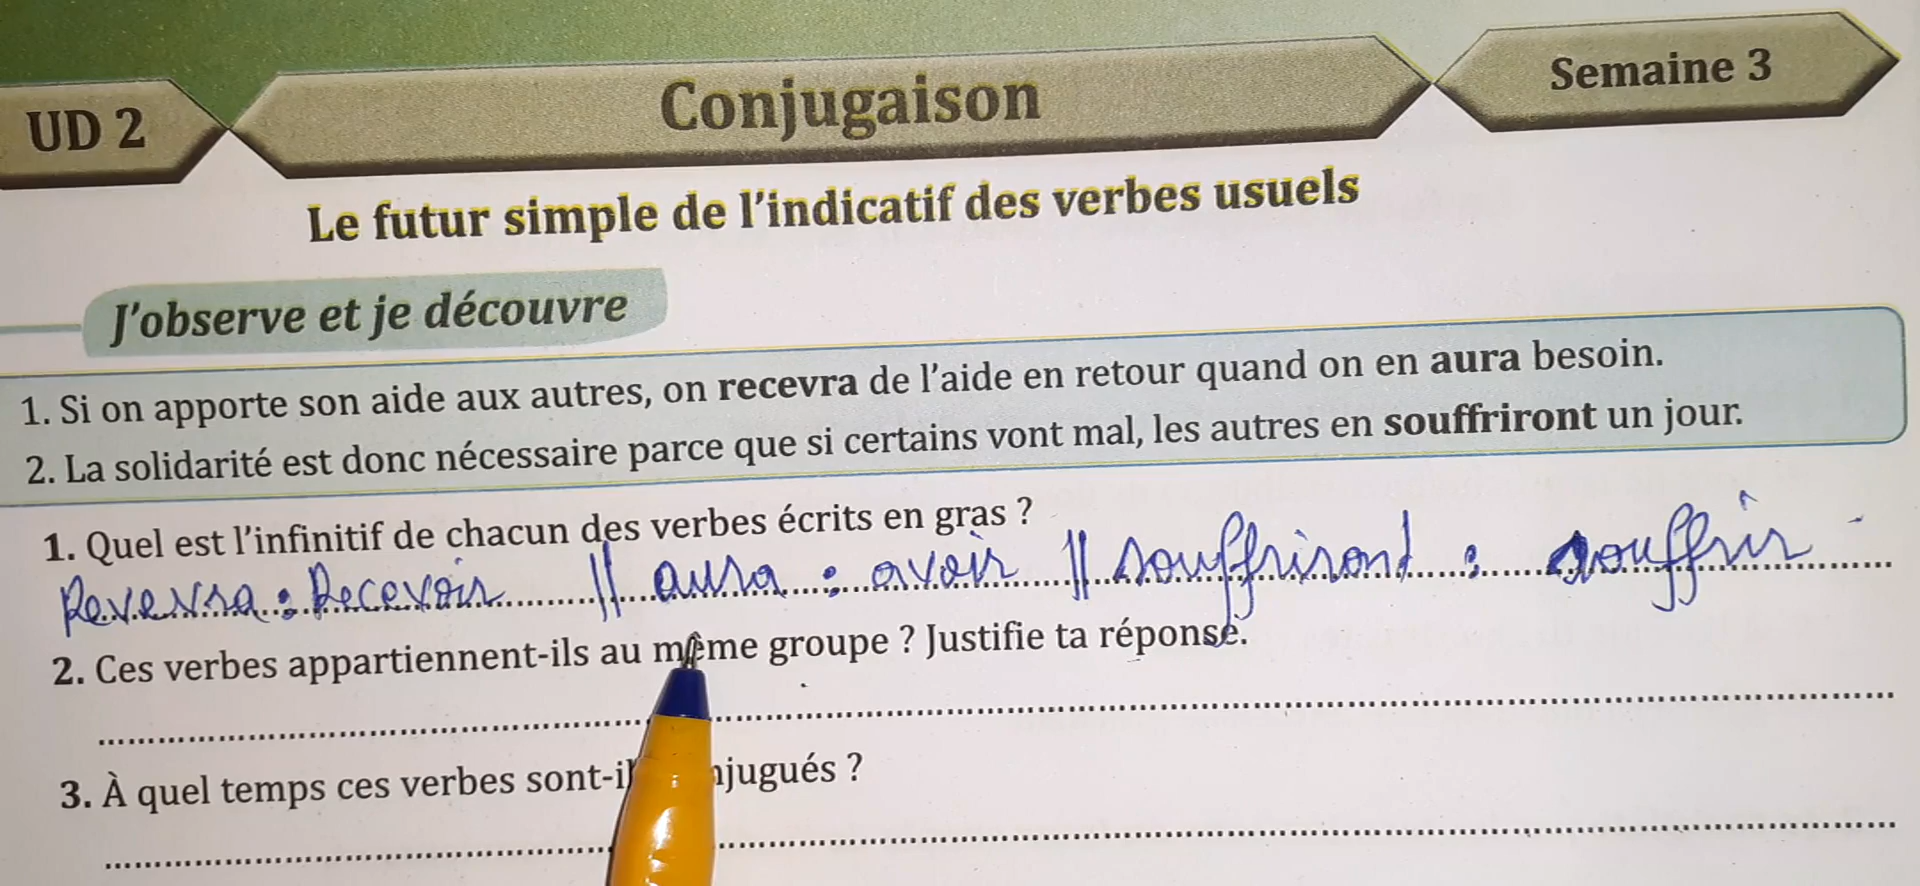 UD 2
Conjugaison
Semaine 3
Le futur simple de l'indicatif des verbes usuels
J'observe et je découvre
1. Si on apporte son aide aux autres, on recevra de l'aide en retour quand on en aura besoin.
2. La solidarité est donc nécessaire parce que si certains vont mal, les autres en souffriront un jour.
1. Quel est l'infinitif de chacun des verbes écrits en gras ?
Revevra : Recevoir || aura : avoir || souffriront : souffrir
2. Ces verbes appartiennent-ils au même groupe ? Justifie ta réponse.
3. À quel temps ces verbes sont-il njugués ?